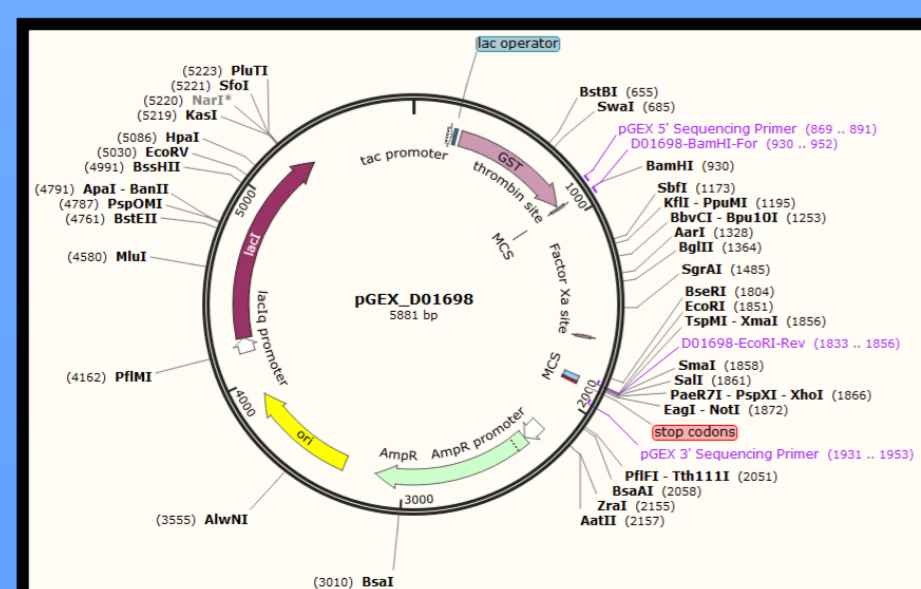 lac operator
(5223) PluTI
(5221) SfoI
(5220) NarI*
(5219) KasI
(5086) HpaI
(5030) EcoRV
(4991) BssHII
(4791) ApaI - BanII
(4787) PspOMI
(4761) BstEII
(4580) MluI
(4162) PflMI
(3555) AlwNI
(3010) BsaI
BstBI (655)
SwaI (685)
pGEX 5' Sequencing Primer (869 .. 891)
D01698-BamHI-For (930 .. 952)
BamHI (930)
SbfI (1173)
KflI - PpuMI (1195)
BbvCI - Bpu10I (1253)
AarI (1328)
BglII (1364)
SgrAI (1485)
BseRI (1804)
EcoRI (1851)
TspMI - XmaI (1856)
D01698-EcoRI-Rev (1833 .. 1856)
SmaI (1858)
SalI (1861)
PaeR7I - PspXI - XhoI (1866)
EagI - NotI (1872)
stop codons
pGEX 3' Sequencing Primer (1931 .. 1953)
PflFI - Tth111I (2051)
BsaAI (2058)
ZraI (2155)
AatII (2157)
tac promoter
GST
thrombin site
MCS
Factor Xa site
MCS
1000
2000
3000
4000
5000
AmpR promoter
AmpR
ori
lacIq promoter
lacI
pGEX_D01698
5881 bp